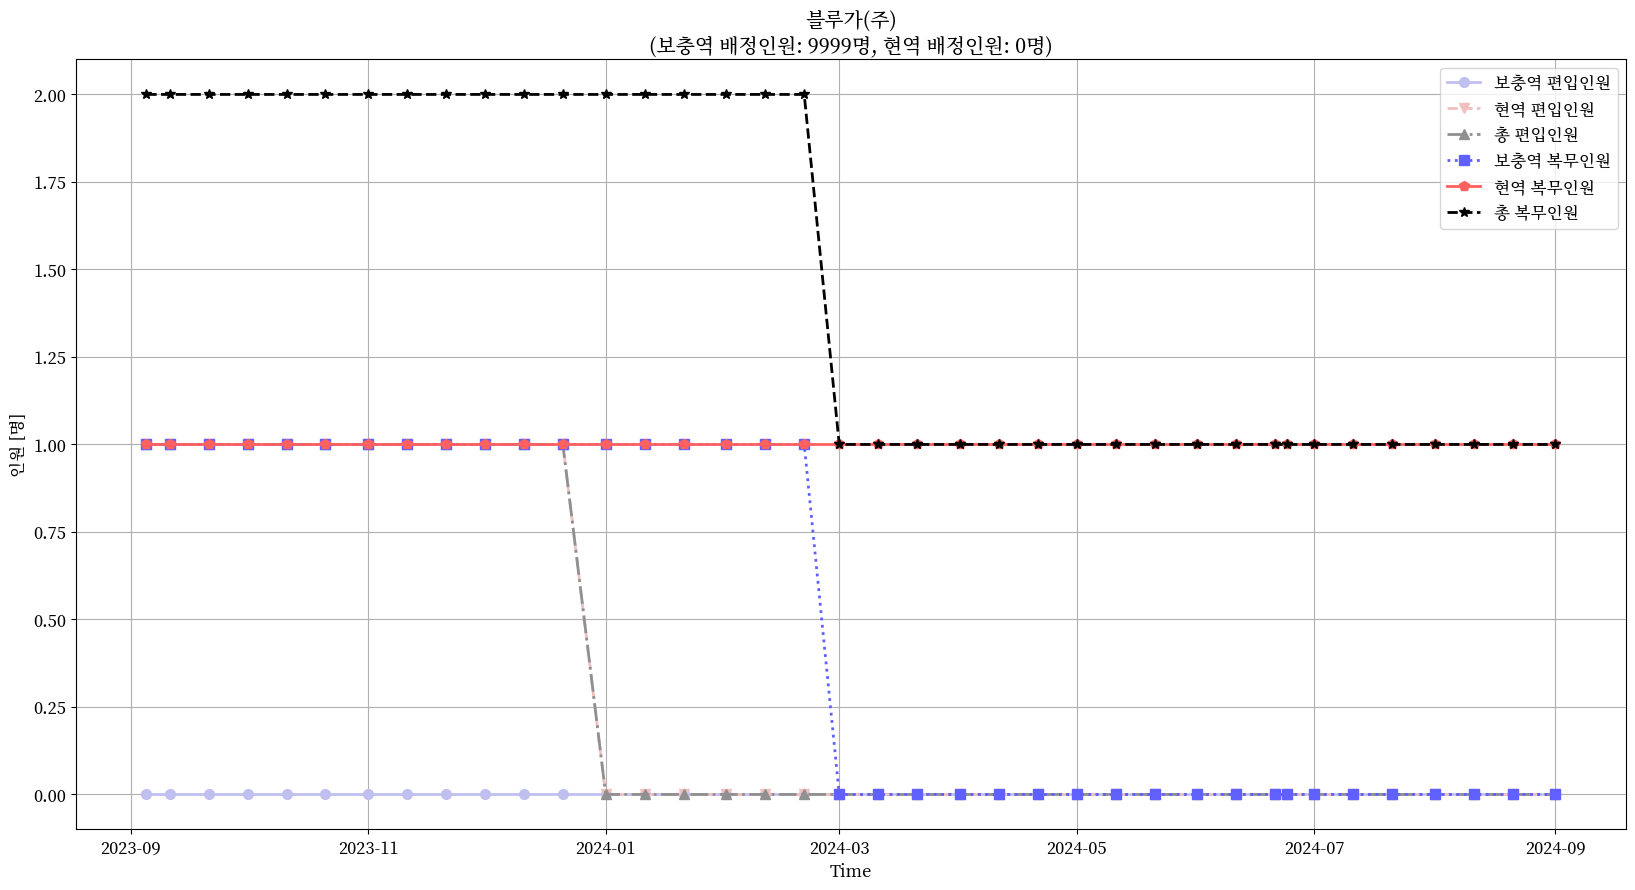 블루가(주)
(보충역 배정인원: 9999명, 현역 배정인원: 0명)
보충역 편입인원
현역 편입인원
총 편입인원
보충역 복무인원
현역 복무인원
총 복무인원
인원 [명]
2.00
1.75
1.50
1.25
1.00
0.75
0.50
0.25
0.00
2023-09
2023-11
2024-01
2024-03
2024-05
2024-07
2024-09
Time